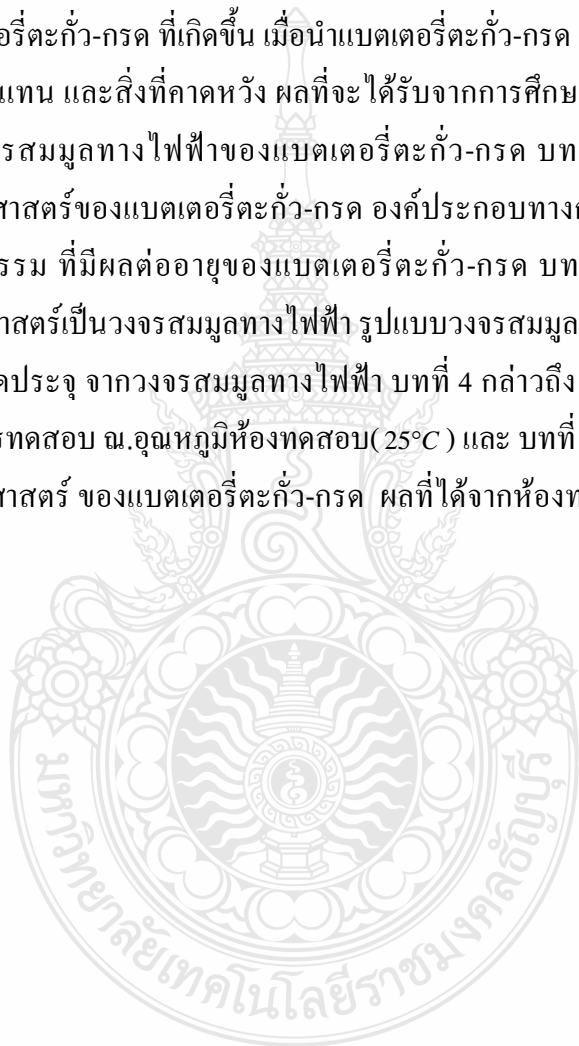 อรี่ตะกั่ว-กรด ที่เกิดขึ้น เมื่อนำแบตเตอรี่ตะกั่ว-กรด
แทน และสิ่งที่คาดหวัง ผลที่จะได้รับจากการศึกษ
รสมมูลทางไฟฟ้าของแบตเตอรี่ตะกั่ว-กรด บท
ศาสตร์ของแบตเตอรี่ตะกั่ว-กรด องค์ประกอบทางก
รรม ที่มีผลต่ออายุของแบตเตอรี่ตะกั่ว-กรด บท
าสตร์เป็นวงจรสมมูลทางไฟฟ้า รูปแบบวงจรสมมูล
ดประจุ จากวงจรสมมูลทางไฟฟ้า บทที่ 4 กล่าวถึง
รทดสอบ ณ.อุณหภูมิห้องทดสอบ( 25°C ) และ บทที่
ศาสตร์ ของแบตเตอรี่ตะกั่ว-กรด ผลที่ได้จากห้องท
มหาวิทยาลัยเทคโนโลยีราชมงคลธัญบุรี